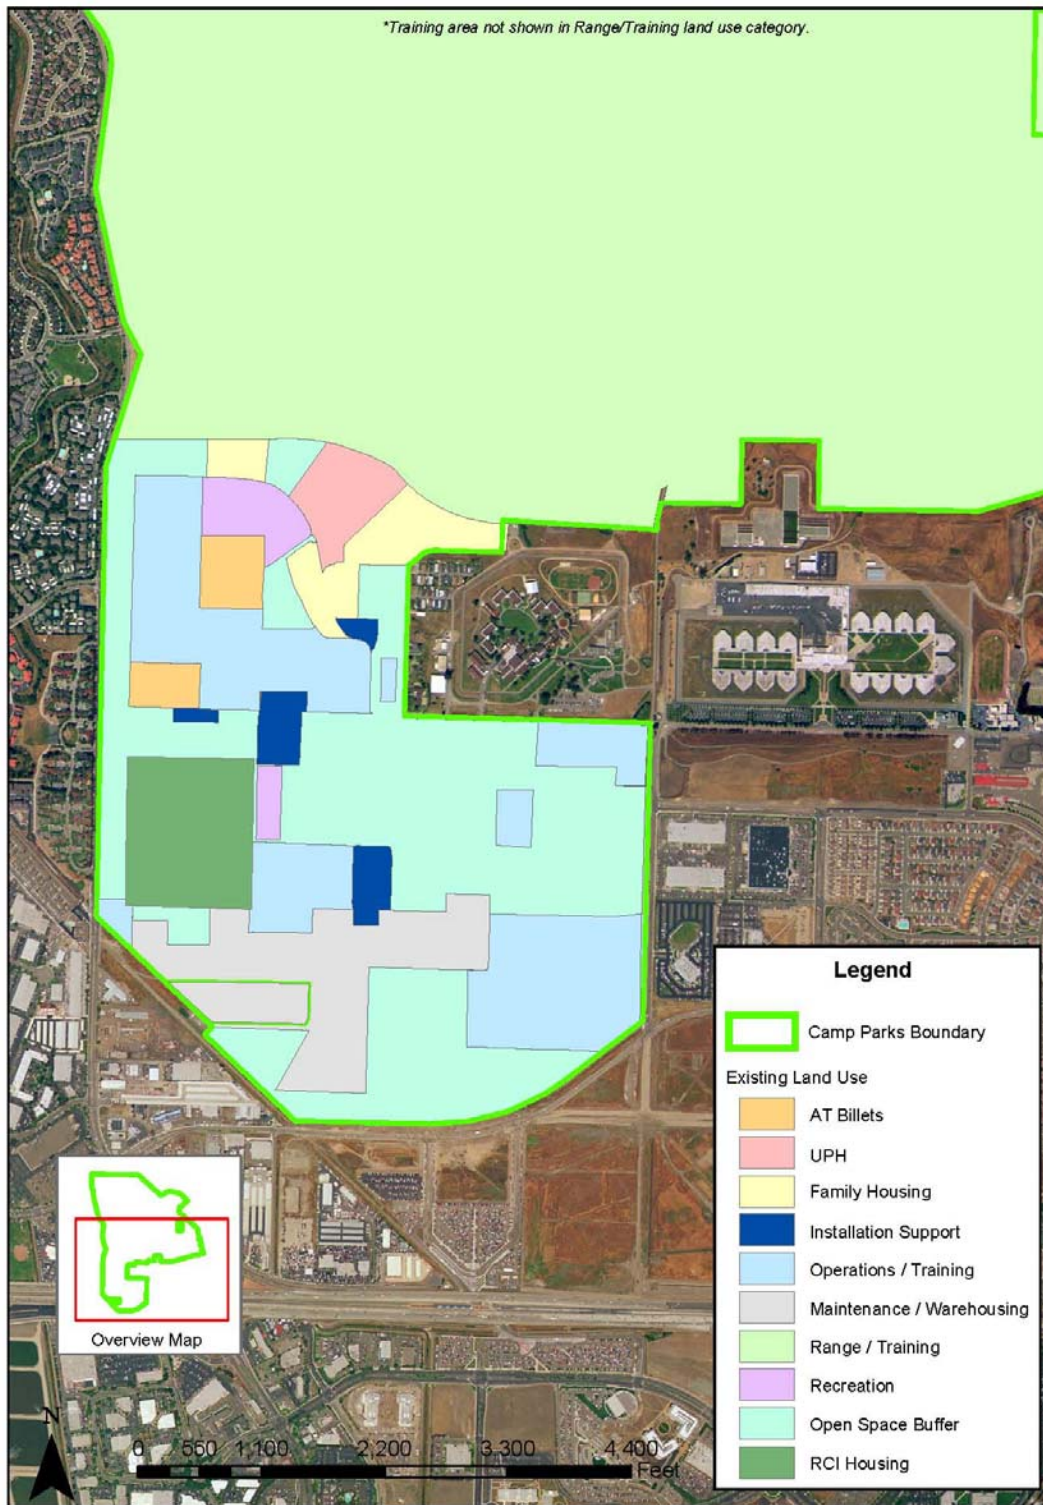 *Training area not shown in Range/Training land use category.
Legend
Camp Parks Boundary
Existing Land Use
AT Billets
UPH
Family Housing
Installation Support
Operations / Training
Maintenance / Warehousing
Range / Training
Recreation
Open Space Buffer
RCI Housing
Overview Map
N
0 550 1,100 2,200 3,300 4,400
Feet